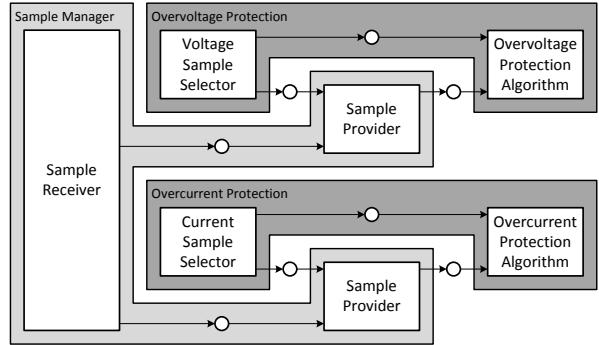 Sample Manager
Overvoltage Protection
Voltage
Sample
Selector
Overvoltage
Protection
Algorithm
Sample
Provider
Sample
Receiver
Overcurrent Protection
Current
Sample
Selector
Overcurrent
Protection
Algorithm
Sample
Provider